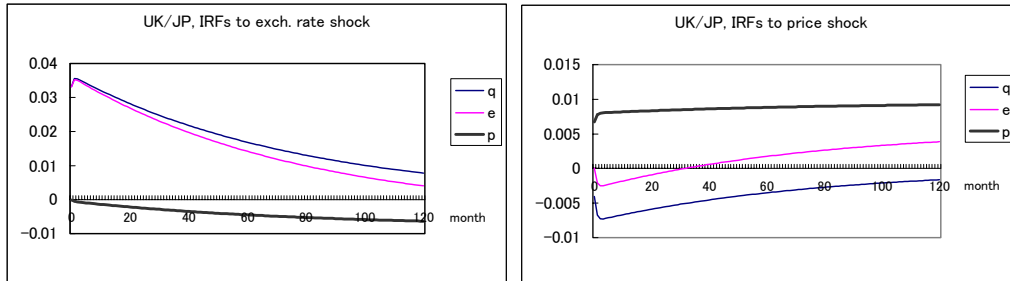 UK/JP, IRFs to exch. rate shock
0.04
0.03
0.02
0.01
0
-0.01
0 20 40 60 80 100 120 month
q
e
p
UK/JP, IRFs to price shock
0.015
0.01
0.005
0
-0.005
-0.01
0 20 40 60 80 100 120 month
q
e
p